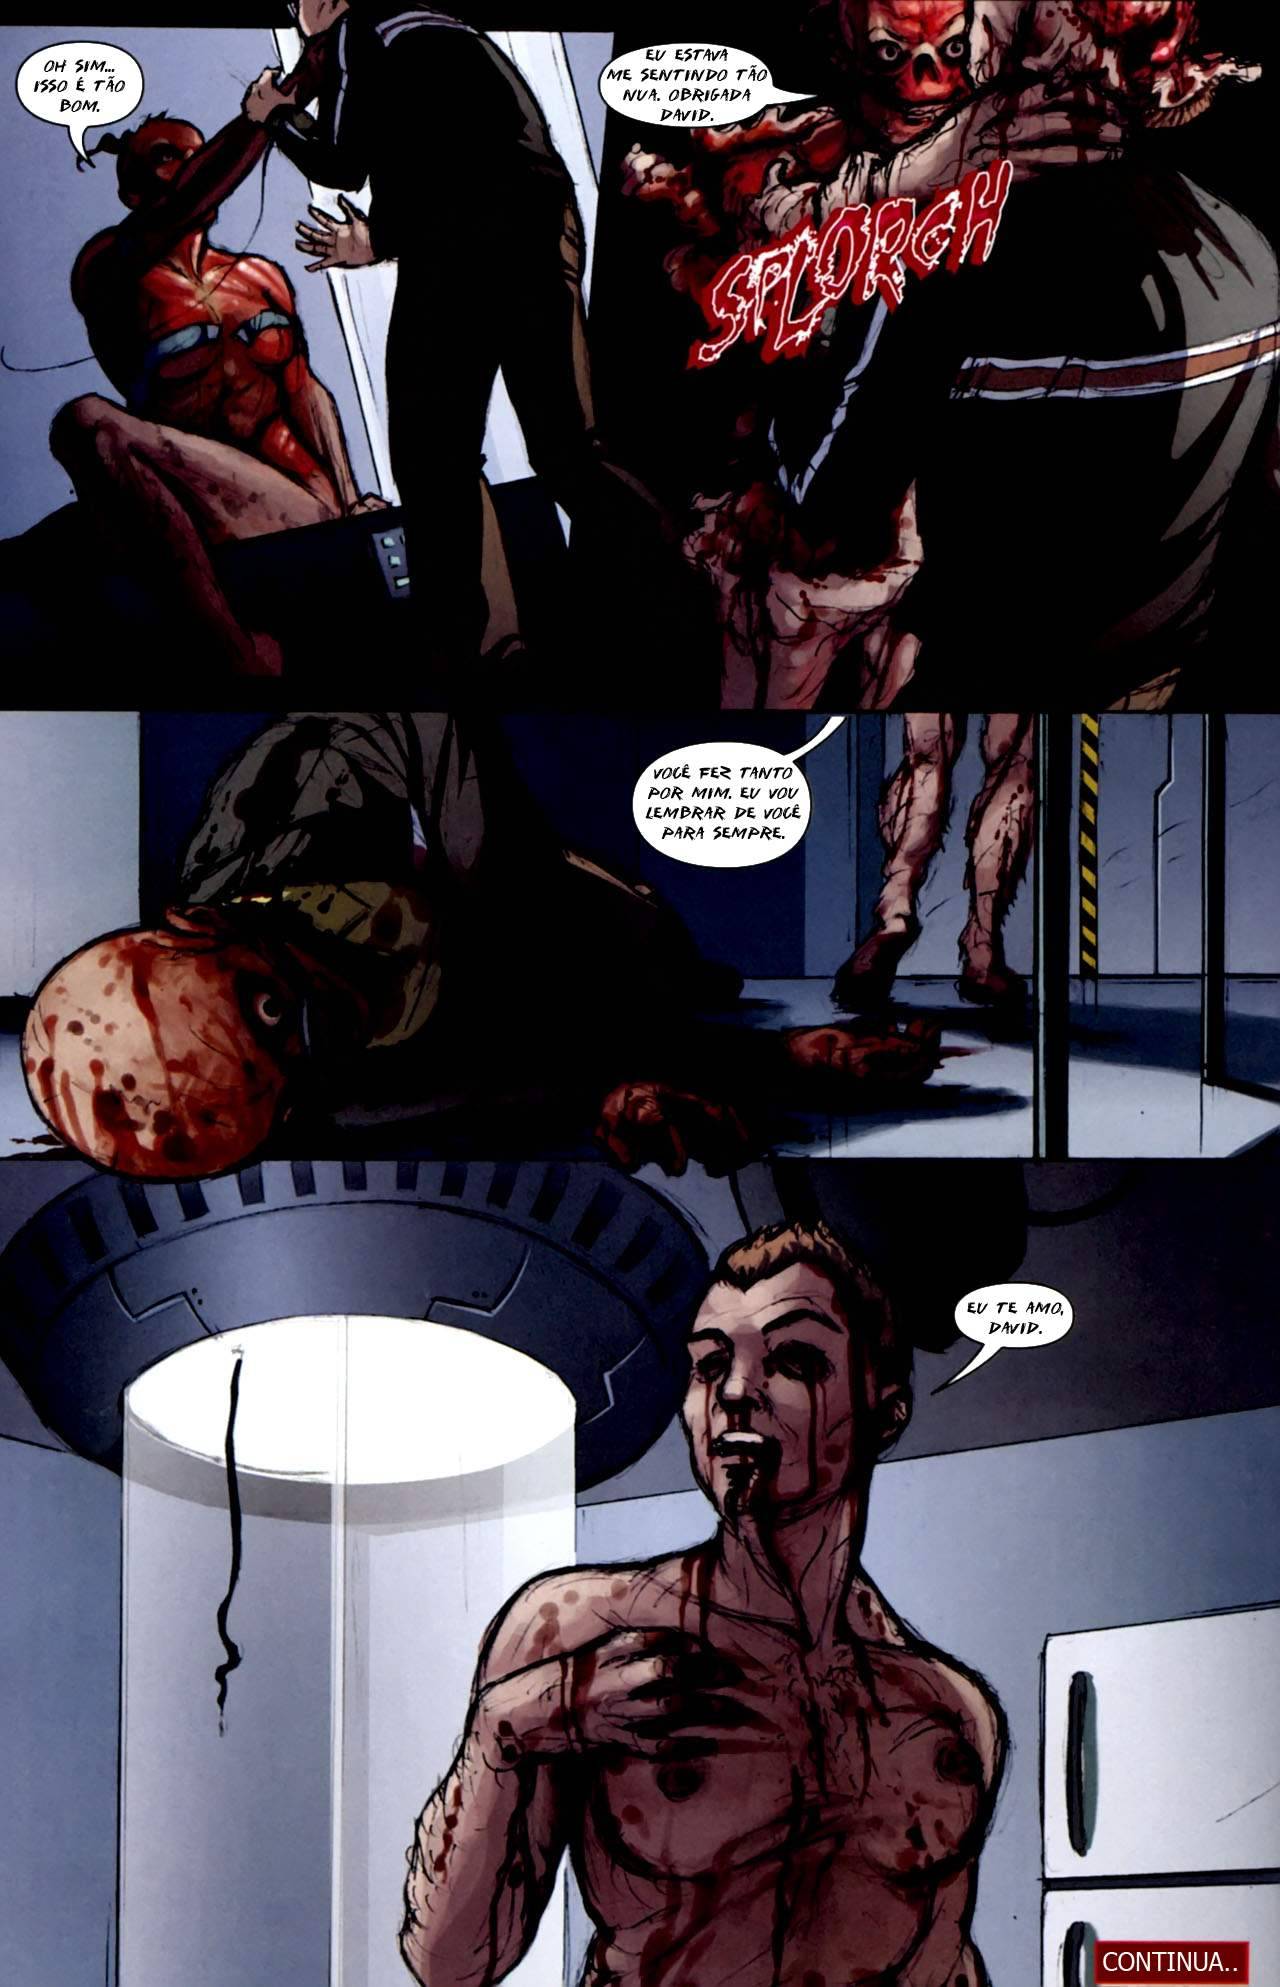 OH SIM...
ISSO É TÃO
BOM.
EU ESTAVA
ME SENTINDO TÃO
NUA. OBRIGADA
DAVID.
SPLORCH
VOCÊ FEZ TANTO
POR MIM. EU VOU
LEMBRAR DE VOCÊ
PARA SEMPRE.
EU TE AMO,
DAVID.
CONTINUA..